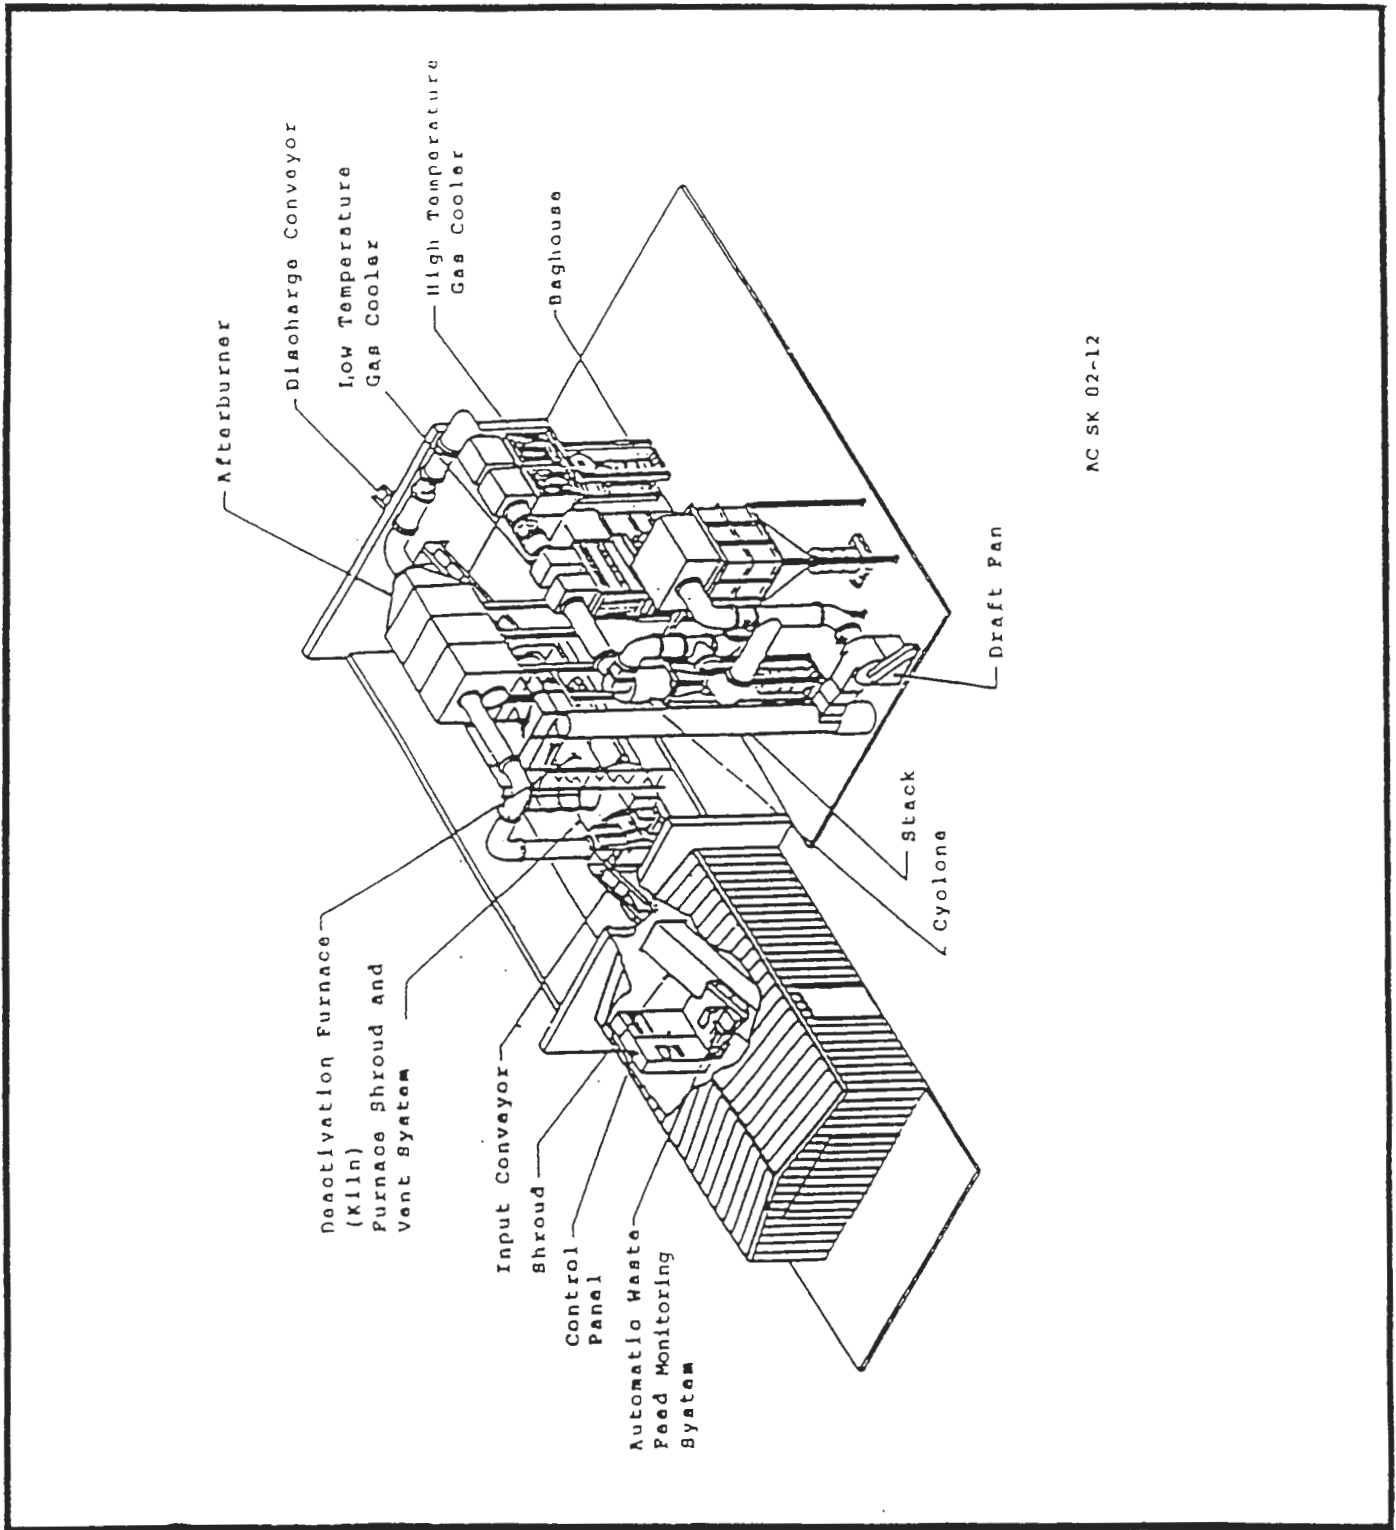 Afterburner
Discharge Conveyor
Low Temperature
Gas Cooler
High Temperature
Gas Cooler
Baghouse
Deactivation Furnace
(Kiln)
Furnace Shroud and
Vent System
Input Conveyor
Shroud
Control
Panel
Automatic Waste
Feed Monitoring
System
Stack
Cyclone
Draft Fan
AC SK 02-12